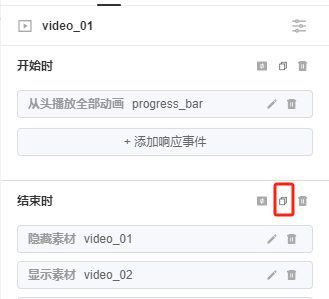 video_01
开始时
从头播放全部动画 progress_bar
+ 添加响应事件
结束时
隐藏素材 video_01
显示素材 video_02